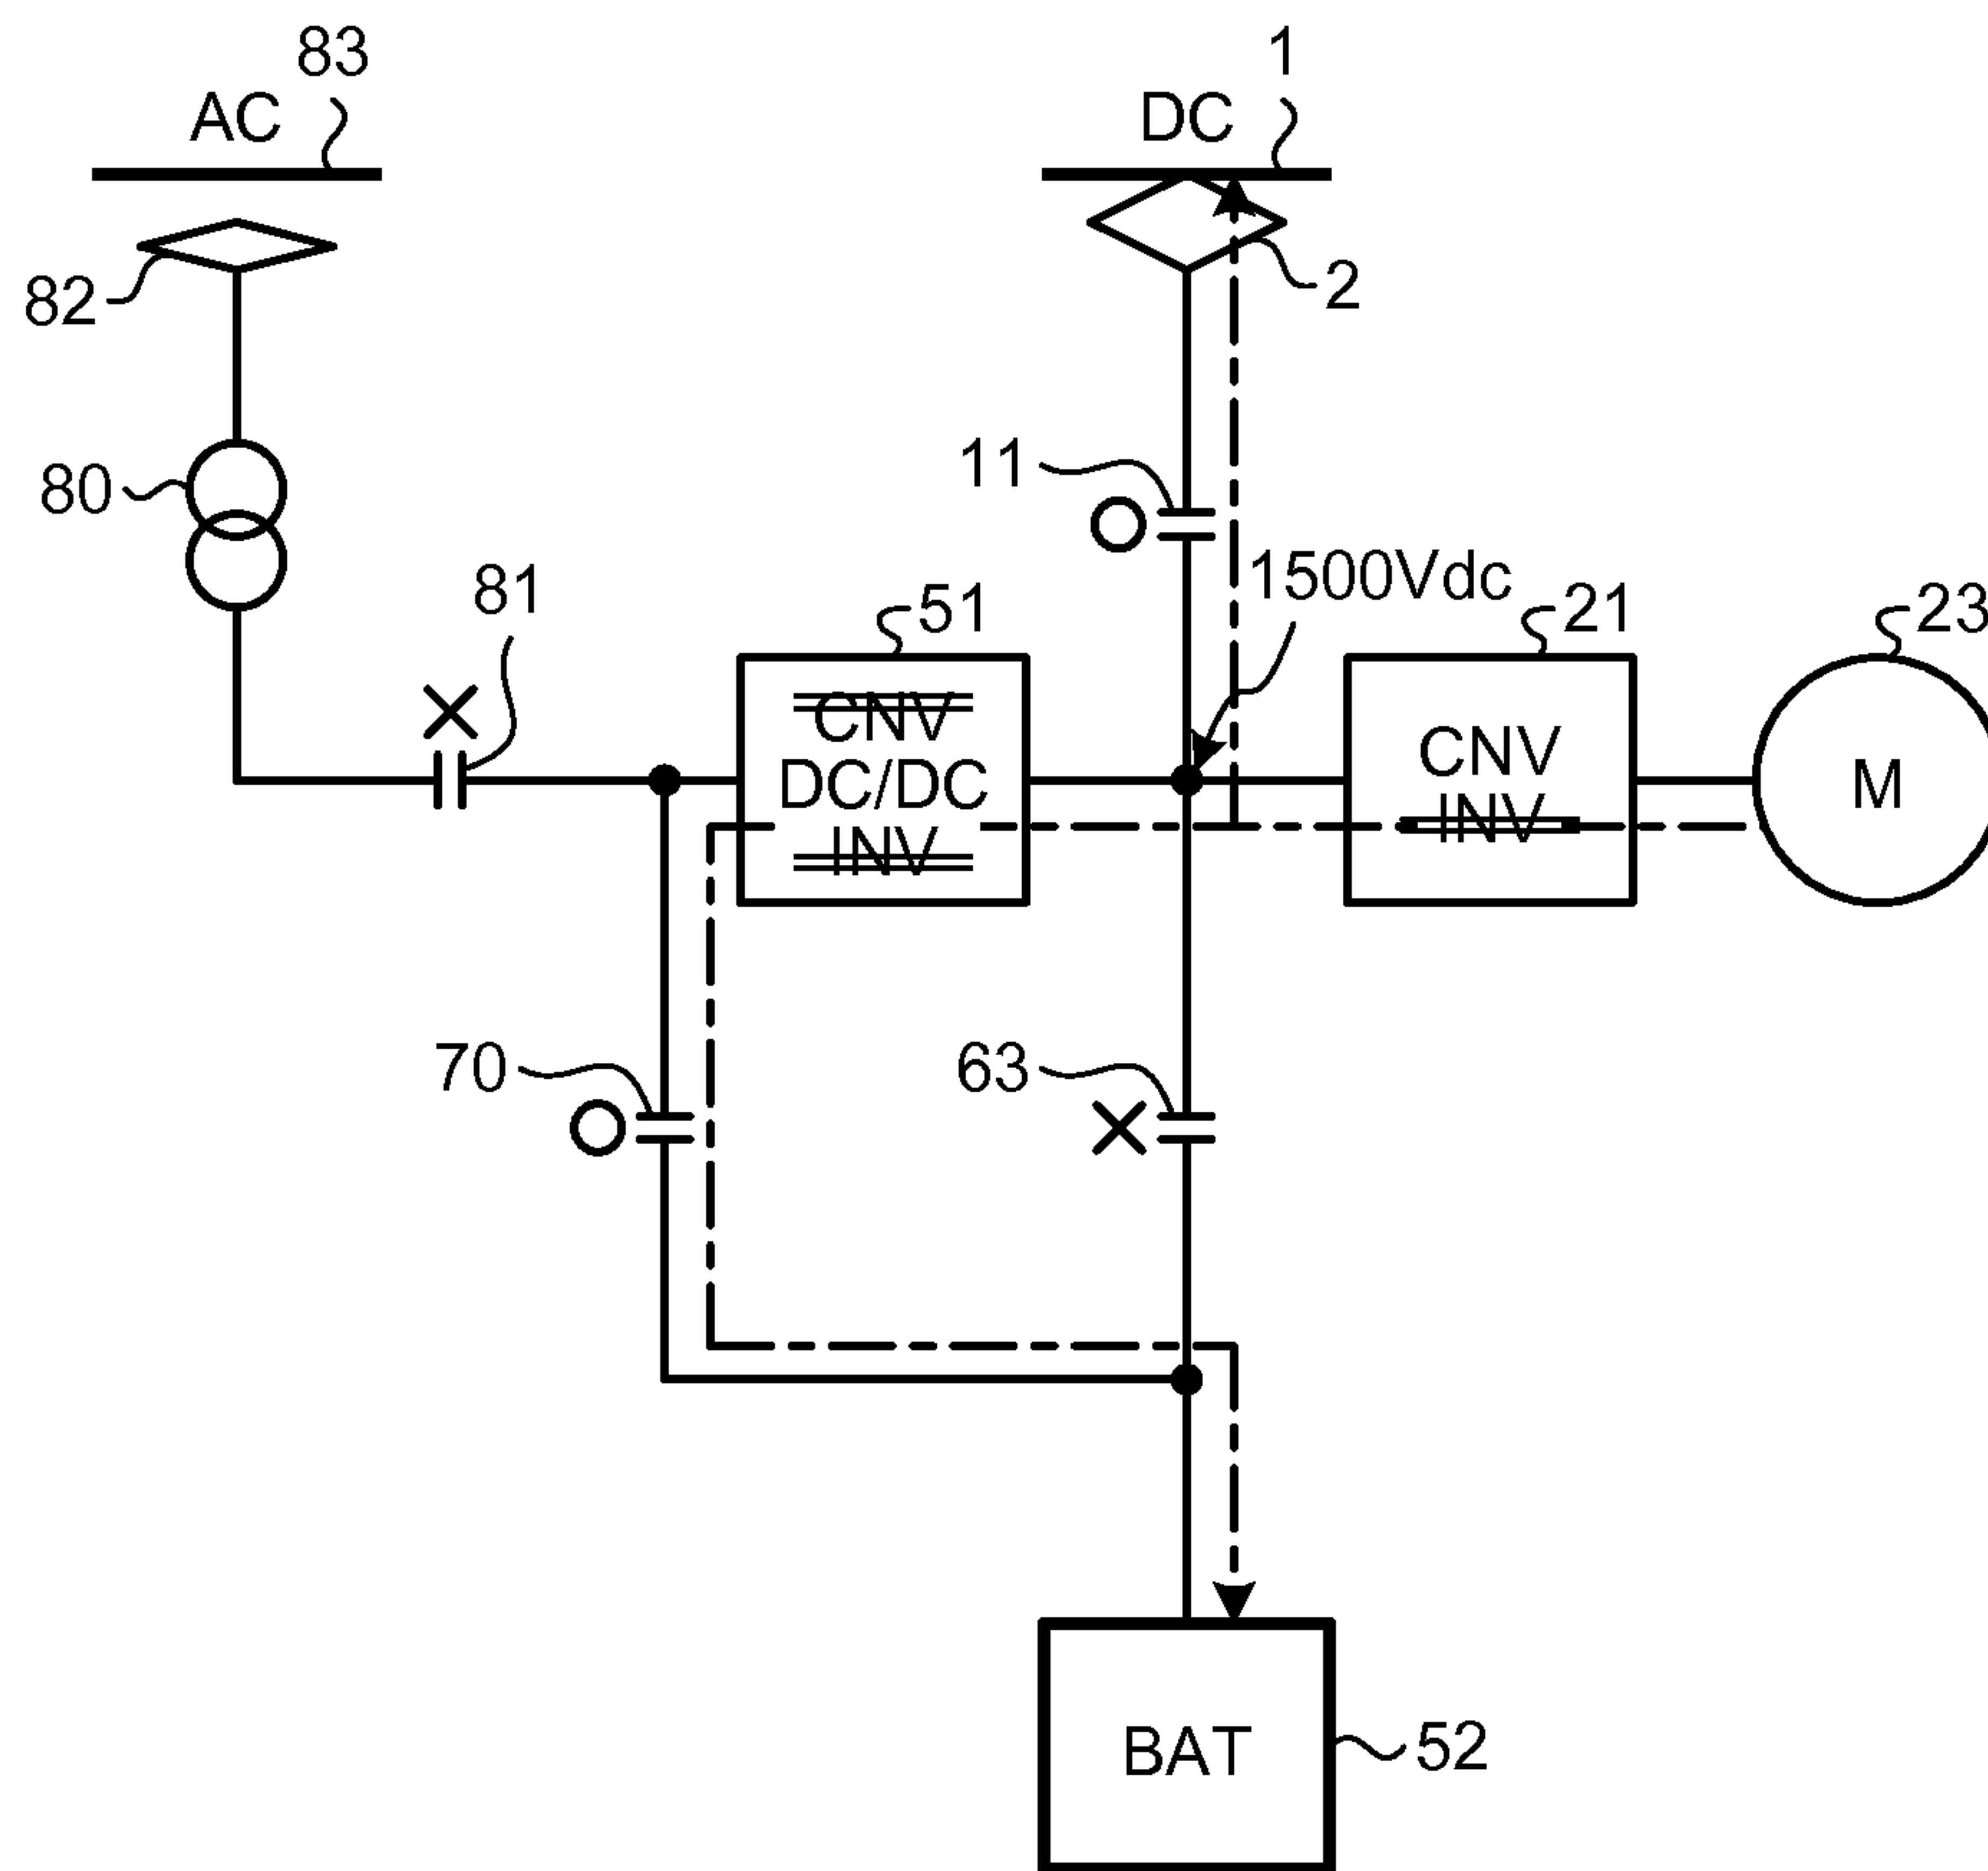 83
1
AC
DC
82
2
80
11
81
1500Vdc
51
21
23
CNV
DC/DC
INV
CNV
INV
M
70
63
BAT
52